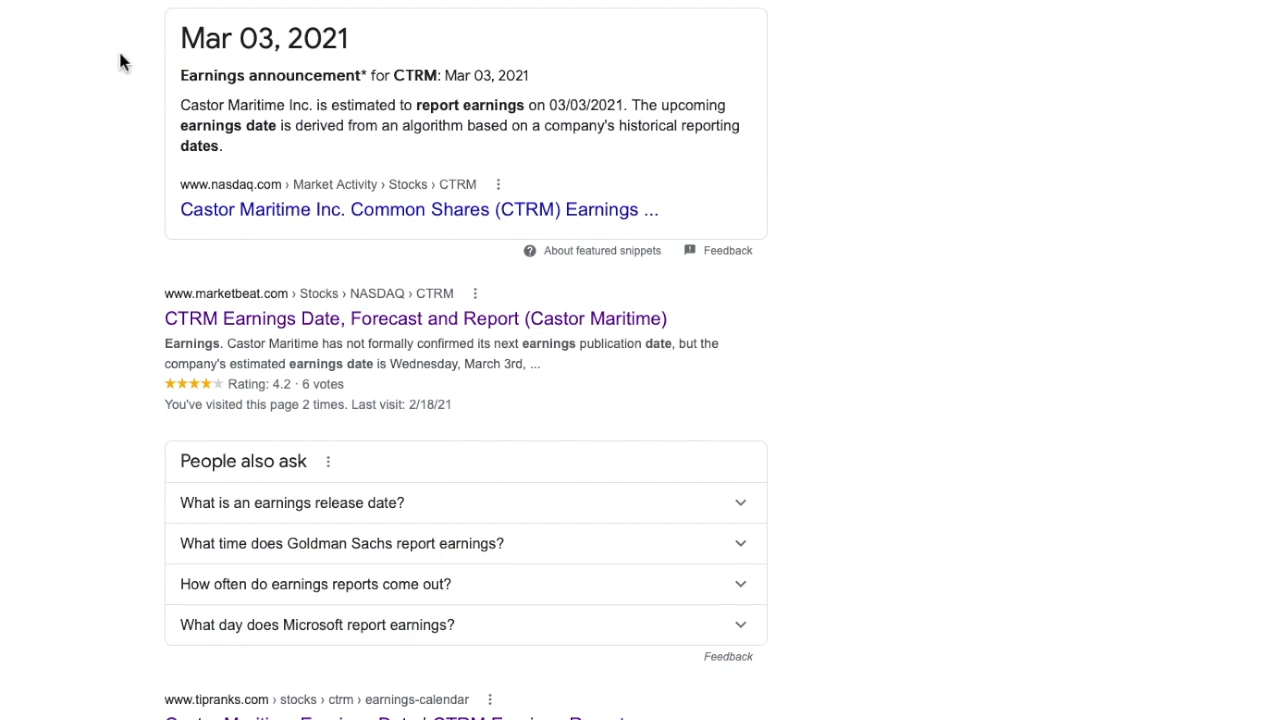 Mar 03, 2021
Earnings announcement* for CTRM: Mar 03, 2021
Castor Maritime Inc. is estimated to report earnings on 03/03/2021. The upcoming
earnings date is derived from an algorithm based on a company's historical reporting
dates.
www.nasdaq.com › Market Activity › Stocks › CTRM
Castor Maritime Inc. Common Shares (CTRM) Earnings ...
About featured snippets Feedback
www.marketbeat.com › Stocks › NASDAQ › CTRM
CTRM Earnings Date, Forecast and Report (Castor Maritime)
Earnings. Castor Maritime has not formally confirmed its next earnings publication date, but the
company's estimated earnings date is Wednesday, March 3rd, ...
Rating: 4.2 · 6 votes
You've visited this page 2 times. Last visit: 2/18/21
People also ask
What is an earnings release date?
What time does Goldman Sachs report earnings?
How often do earnings reports come out?
What day does Microsoft report earnings?
Feedback
www.tipranks.com › stocks › ctrm › earnings-calendar